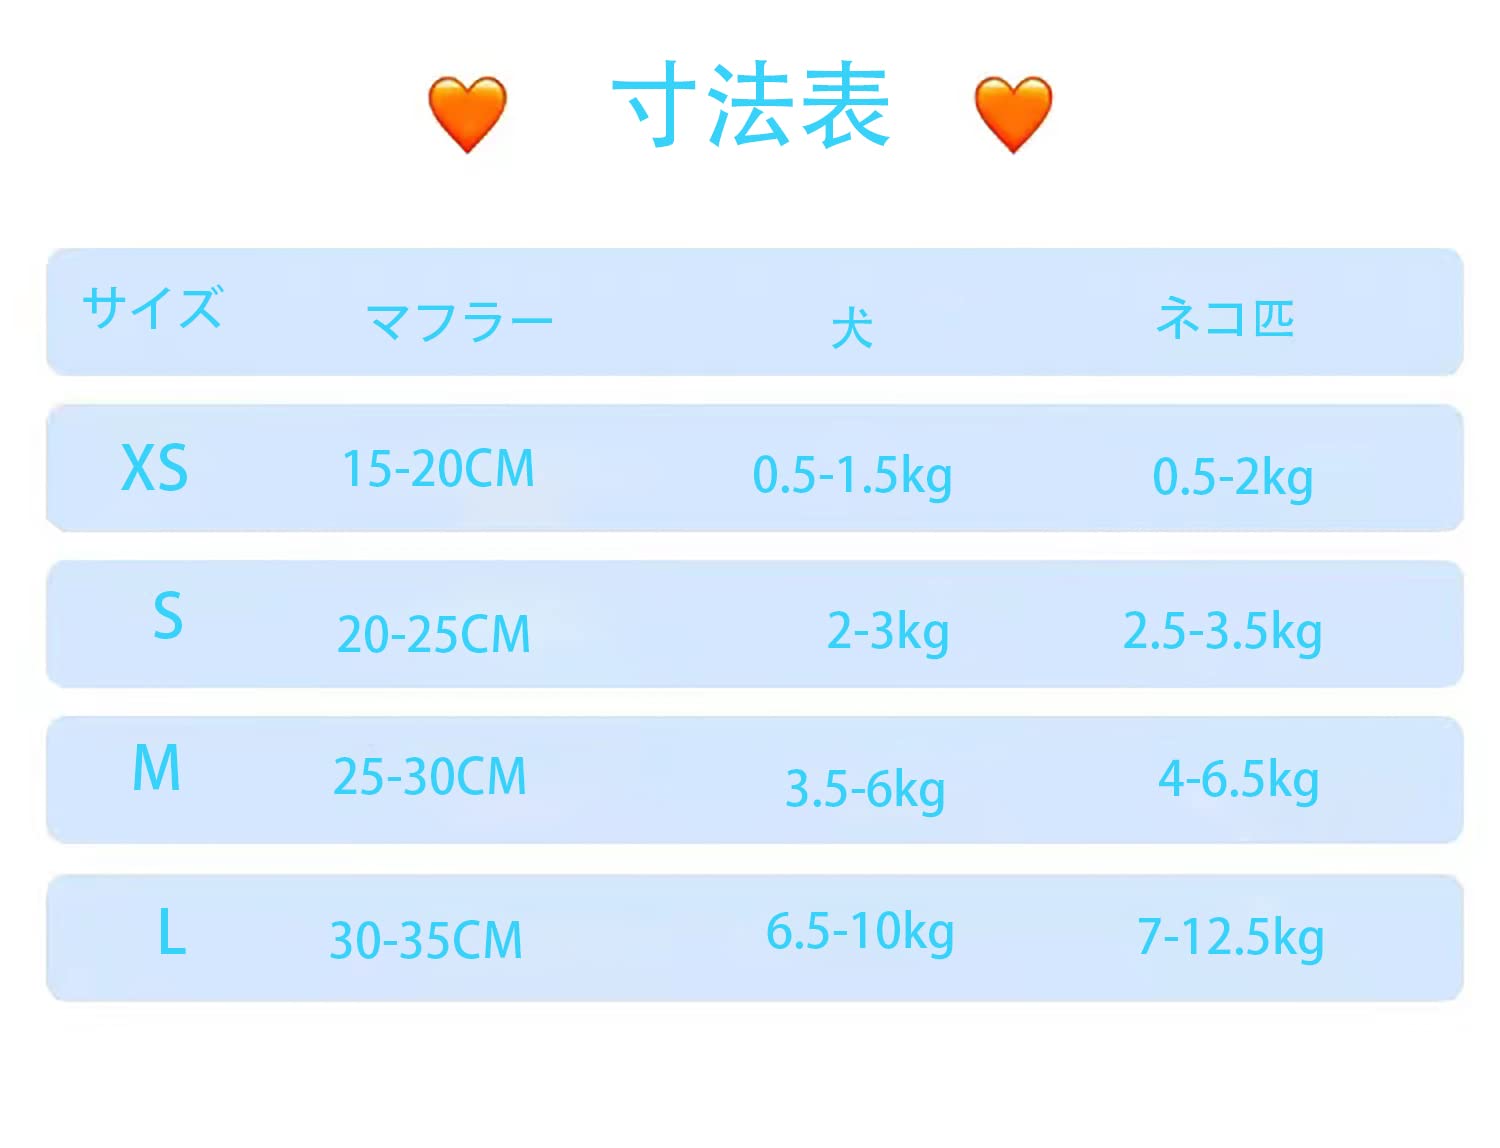 寸法表
サイズ マフラー 犬 ネコ匹
XS 15-20CM 0.5-1.5kg 0.5-2kg
S 20-25CM 2-3kg 2.5-3.5kg
M 25-30CM 3.5-6kg 4-6.5kg
L 30-35CM 6.5-10kg 7-12.5kg